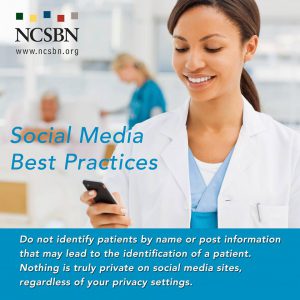 NCSBN
www.ncsbn.org
Social Media
Best Practices
Do not identify patients by name or post information
that may lead to the identification of a patient.
Nothing is truly private on social media sites,
regardless of your privacy settings.